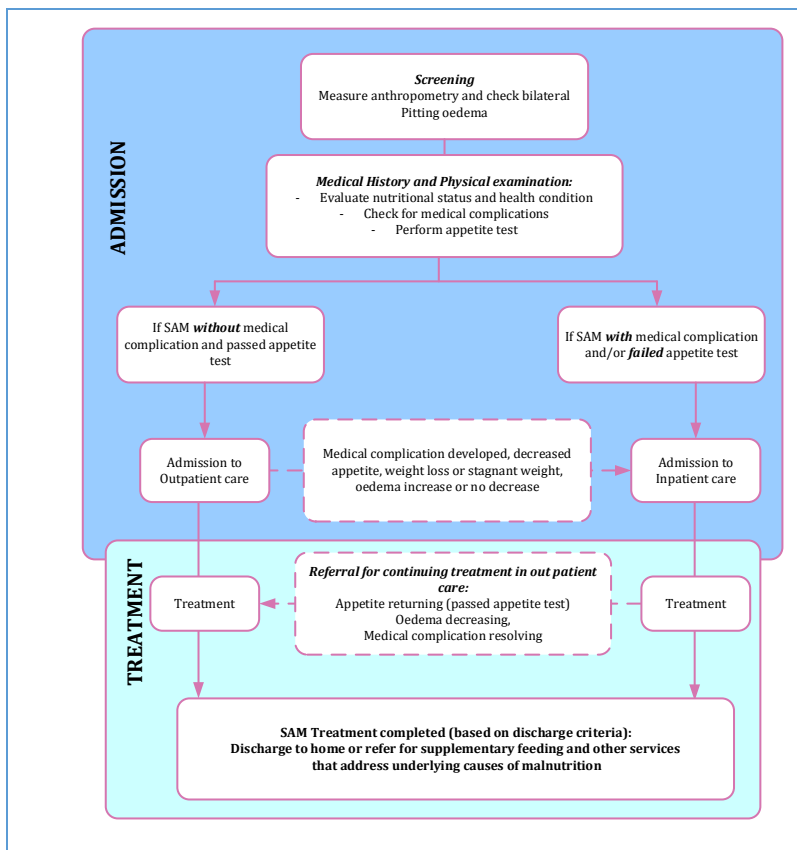 ADMISSION
Screening
Measure anthropometry and check bilateral
Pitting oedema
Medical History and Physical examination:
- Evaluate nutritional status and health condition
- Check for medical complications
- Perform appetite test
If SAM without medical
complication and passed appetite
test
If SAM with medical complication
and/or failed appetite test
Admission to
Outpatient care
Medical complication developed, decreased
appetite, weight loss or stagnant weight,
oedema increase or no decrease
Admission to
Inpatient care
TREATMENT
Treatment
Referral for continuing treatment in out patient
care:
Appetite returning (passed appetite test)
Oedema decreasing,
Medical complication resolving
Treatment
SAM Treatment completed (based on discharge criteria):
Discharge to home or refer for supplementary feeding and other services
that address underlying causes of malnutrition